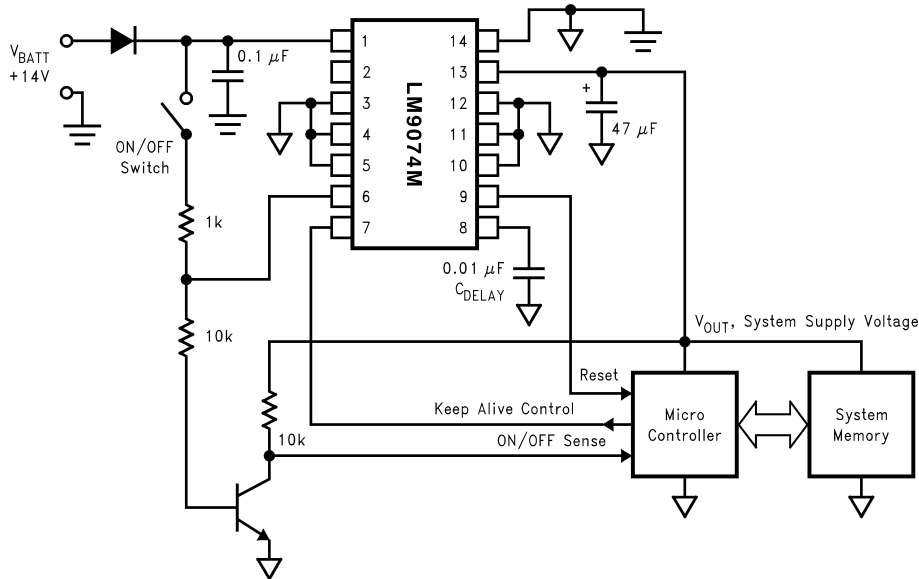 V_BATT
+14V
ON/OFF
Switch
0.1 μF
1k
10k
10k
LM9074M
1
2
3
4
5
6
7
14
13
12
11
10
9
8
+
47 μF
0.01 μF
C_DELAY
V_OUT, System Supply Voltage
Reset
Keep Alive Control
ON/OFF Sense
Micro
Controller
System
Memory